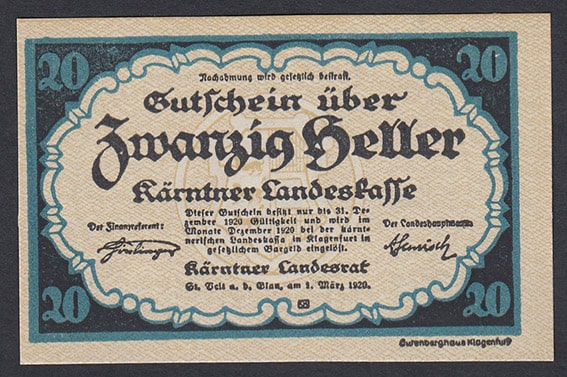 20 20
Nachahmung wird gesetzlich bestraft.
Gutschein über
Zwanzig Heller
Kärntner Landeskasse
Dieser Gutschein besitzt nur bis 31. De-
zember 1920 Gültigkeit und wird im
Monate Dezember 1920 bei der kärnt-
nerischen Landeskassa in Klagenfurt in
gesetzlichem Bargeld eingelöst.
Der Finanzreferent:
Der Landeshauptmann
Kärntner Landesrat
St. Veit a. d. Glan, am 1. März 1920.
20 20
Gutenberghaus Klagenfurt